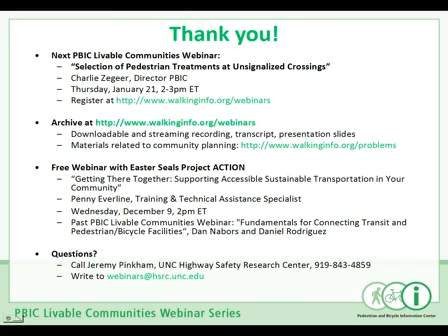 Thank you!
• Next PBIC Livable Communities Webinar:
– "Selection of Pedestrian Treatments at Unsignalized Crossings"
– Charlie Zegeer, Director PBIC
– Thursday, January 21, 2-3pm ET
– Register at http://www.walkinginfo.org/webinars
• Archive at http://www.walkinginfo.org/webinars
– Downloadable and streaming recording, transcript, presentation slides
– Materials related to community planning: http://www.walkinginfo.org/problems
• Free Webinar with Easter Seals Project ACTION
– "Getting There Together: Supporting Accessible Sustainable Transportation in Your
Community"
– Penny Everline, Training & Technical Assistance Specialist
– Wednesday, December 9, 2pm ET
– Past PBIC Livable Communities Webinar: "Fundamentals for Connecting Transit and
Pedestrian/Bicycle Facilities", Dan Nabors and Daniel Rodriguez
• Questions?
– Call Jeremy Pinkham, UNC Highway Safety Research Center, 919-843-4859
– Write to webinars@hsrc.unc.edu
PBIC Livable Communities Webinar Series
i
Pedestrian and Bicycle Information Center